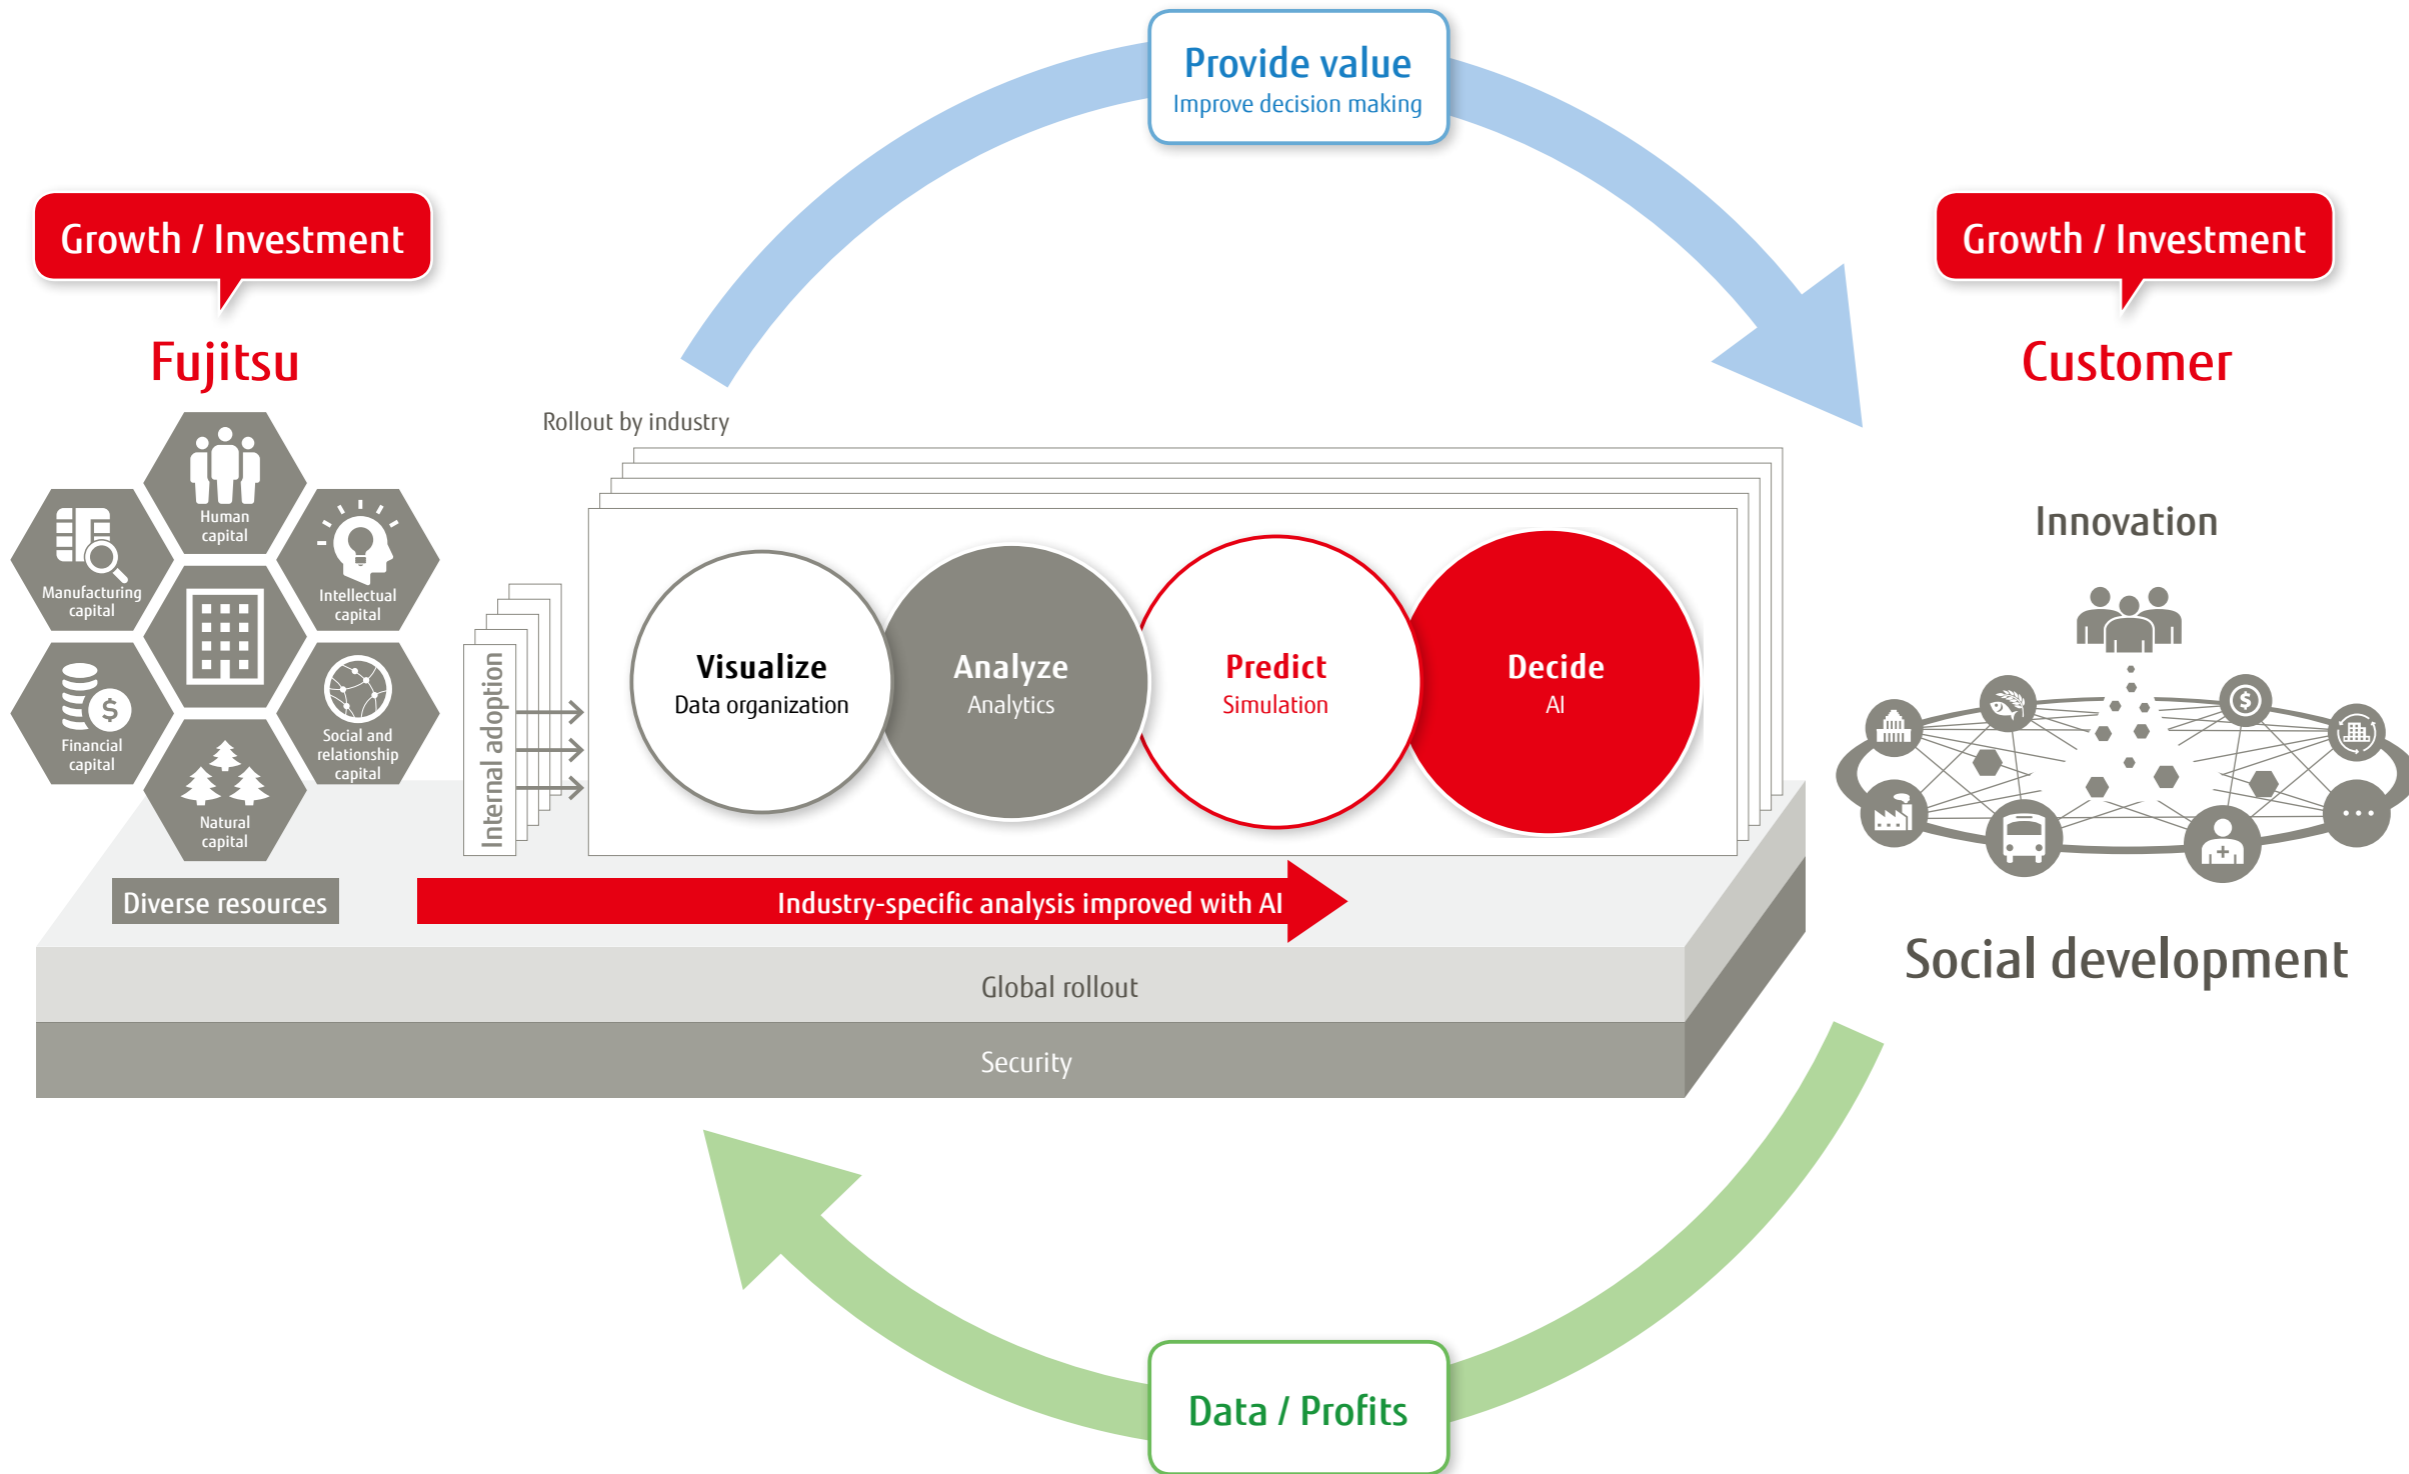 Provide value
Improve decision making
Growth / Investment
Fujitsu
Human
capital
Manufacturing
capital
Intellectual
capital
Financial
capital
Social and
relationship
capital
Natural
capital
Diverse resources
Rollout by industry
Internal adoption
Visualize
Data organization
Analyze
Analytics
Predict
Simulation
Decide
AI
Industry-specific analysis improved with AI
Global rollout
Security
Growth / Investment
Customer
Innovation
Social development
Data / Profits